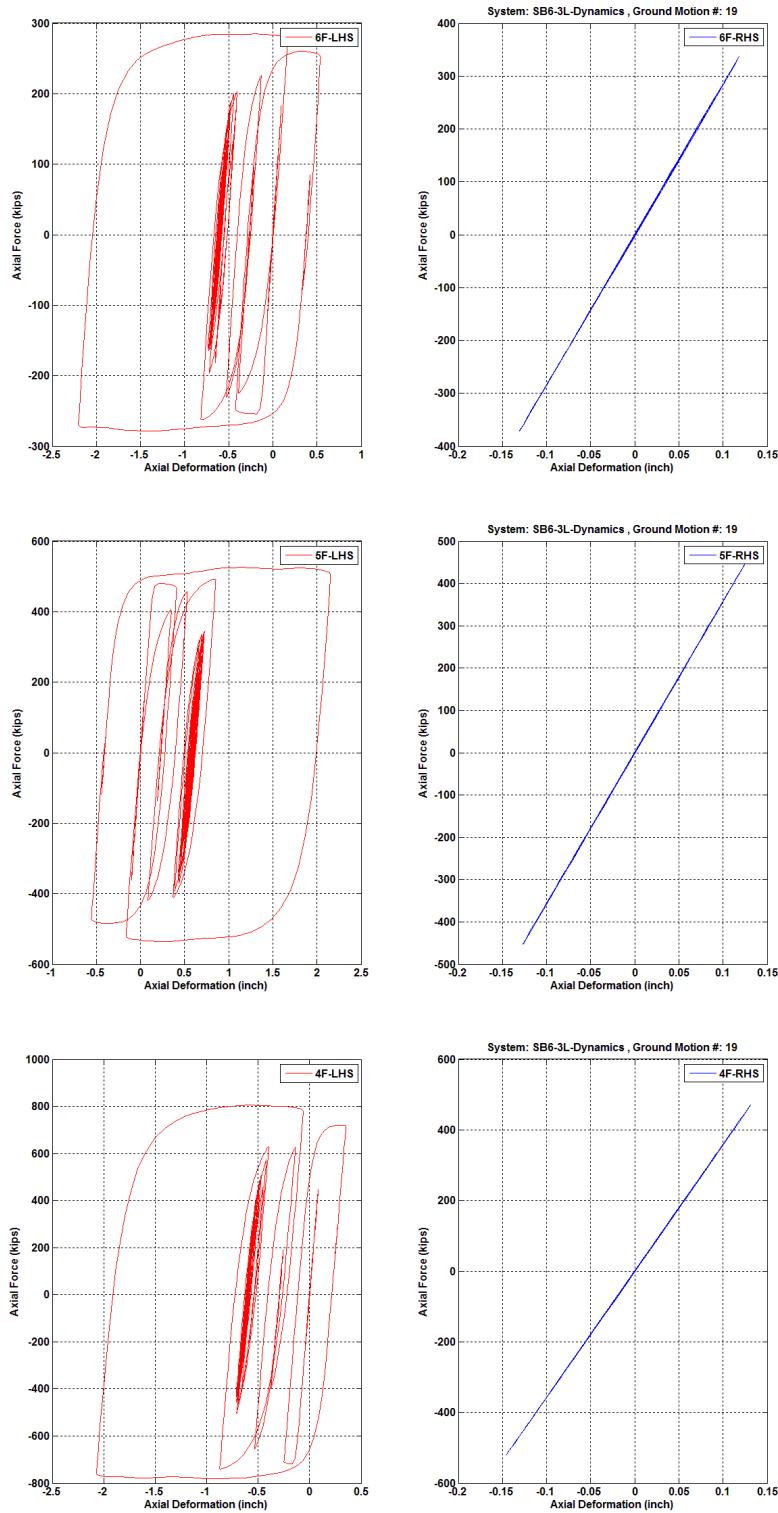 System: SB6-3L-Dynamics , Ground Motion #: 19
300
200
100
0
-100
-200
-300
Axial Force (kips)
6F-LHS
-2.5 -2 -1.5 -1 -0.5 0 0.5 1
Axial Deformation (inch)
400
300
200
100
0
-100
-200
-300
-400
Axial Force (kips)
6F-RHS
-0.2 -0.15 -0.1 -0.05 0 0.05 0.1 0.15
Axial Deformation (inch)
System: SB6-3L-Dynamics , Ground Motion #: 19
600
400
200
0
-200
-400
-600
Axial Force (kips)
5F-LHS
-1 -0.5 0 0.5 1 1.5 2 2.5
Axial Deformation (inch)
500
400
300
200
100
0
-100
-200
-300
-400
-500
Axial Force (kips)
5F-RHS
-0.2 -0.15 -0.1 -0.05 0 0.05 0.1 0.15
Axial Deformation (inch)
System: SB6-3L-Dynamics , Ground Motion #: 19
1000
800
600
400
200
0
-200
-400
-600
-800
Axial Force (kips)
4F-LHS
-2.5 -2 -1.5 -1 -0.5 0 0.5
Axial Deformation (inch)
600
400
200
0
-200
-400
-600
Axial Force (kips)
4F-RHS
-0.2 -0.15 -0.1 -0.05 0 0.05 0.1 0.15
Axial Deformation (inch)